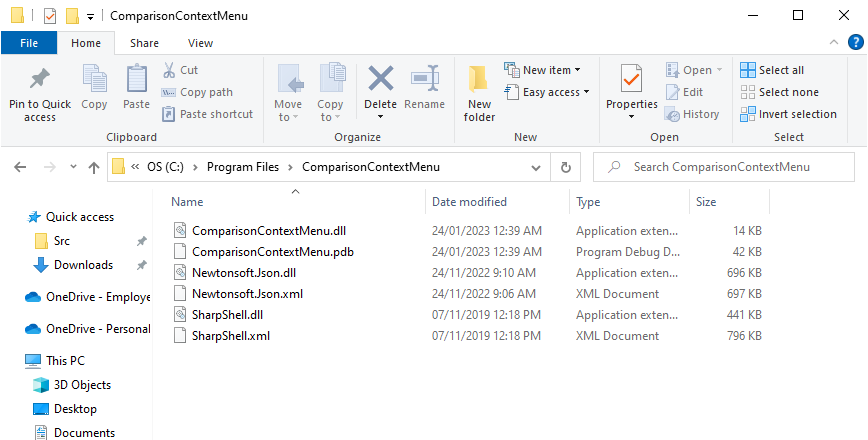 ComparisonContextMenu
File Home Share View
Pin to Quick access
Copy
Paste
Cut
Copy path
Paste shortcut
Clipboard
Move to
Copy to
Delete
Rename
Organize
New folder
New item
Easy access
New
Properties
Open
Edit
History
Open
Select all
Select none
Invert selection
Select
« OS (C:) > Program Files > ComparisonContextMenu
Search ComparisonContextMenu
Name Date modified Type Size
Quick access
Src
Downloads
OneDrive - Employe
OneDrive - Personal
This PC
3D Objects
Desktop
Documents
ComparisonContextMenu.dll 24/01/2023 12:39 AM Application exten... 14 KB
ComparisonContextMenu.pdb 24/01/2023 12:39 AM Program Debug D... 42 KB
Newtonsoft.Json.dll 24/11/2022 9:10 AM Application exten... 696 KB
Newtonsoft.Json.xml 24/11/2022 9:06 AM XML Document 697 KB
SharpShell.dll 07/11/2019 12:18 PM Application exten... 441 KB
SharpShell.xml 07/11/2019 12:18 PM XML Document 796 KB